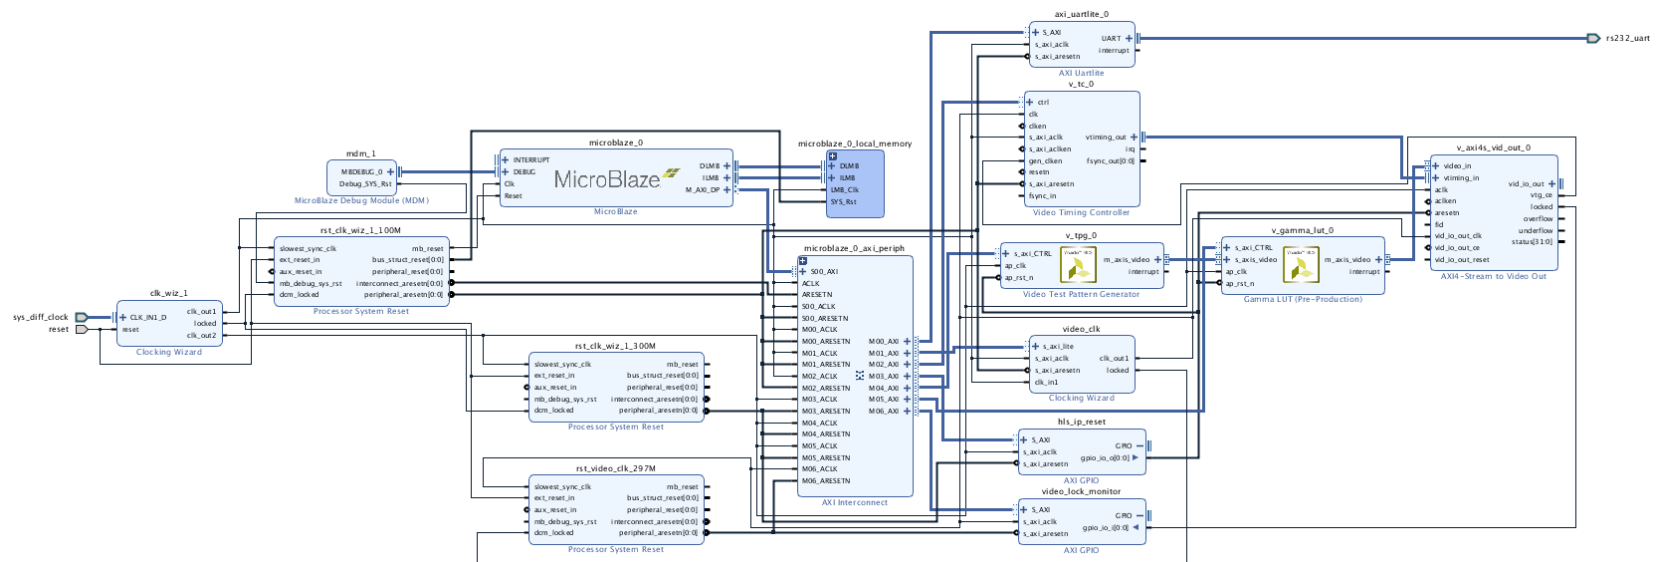 axi_uartlite_0
S_AXI
s_axi_aclk
s_axi_aresetn
UART
interrupt
AXI Uartlite
rs232_uart
v_tc_0
ctrl
clk
clken
s_axi_aclk
s_axi_aclken
gen_clken
resetn
s_axi_aresetn
fsync_in
vtiming_out
irq
fsync_out[0:0]
Video Timing Controller
mdm_1
MBDEBUG_0
Debug_SYS_Rst
MicroBlaze Debug Module (MDM)
microblaze_0
INTERRUPT
DEBUG
Clk
Reset
MicroBlaze
DLMB
ILMB
M_AXI_DP
MicroBlaze
microblaze_0_local_memory
DLMB
ILMB
LMB_Clk
SYS_Rst
v_axi4s_vid_out_0
video_in
vtiming_in
aclk
aclken
aresetn
fid
vid_io_out_clk
vid_io_out_ce
vid_io_out_reset
vid_io_out
vtg_ce
locked
overflow
underflow
status[31:0]
AXI4-Stream to Video Out
rst_clk_wiz_1_100M
slowest_sync_clk
ext_reset_in
aux_reset_in
mb_debug_sys_rst
dcm_locked
mb_reset
bus_struct_reset[0:0]
peripheral_reset[0:0]
interconnect_aresetn[0:0]
peripheral_aresetn[0:0]
Processor System Reset
v_tpg_0
s_axi_CTRL
ap_clk
ap_rst_n
m_axis_video
interrupt
Video Test Pattern Generator
v_gamma_lut_0
s_axi_CTRL
s_axis_video
ap_clk
ap_rst_n
m_axis_video
interrupt
Gamma LUT (Pre-Production)
sys_diff_clock
reset
clk_wiz_1
CLK_IN1_D
reset
clk_out1
locked
clk_out2
Clocking Wizard
microblaze_0_axi_periph
S00_AXI
ACLK
ARESETN
S00_ACLK
S00_ARESETN
M00_ACLK
M00_ARESETN
M01_ACLK
M01_ARESETN
M02_ACLK
M02_ARESETN
M03_ACLK
M03_ARESETN
M04_ACLK
M04_ARESETN
M05_ACLK
M05_ARESETN
M06_ACLK
M06_ARESETN
M00_AXI
M01_AXI
M02_AXI
M03_AXI
M04_AXI
M05_AXI
M06_AXI
AXI Interconnect
video_clk
s_axi_lite
s_axi_aclk
s_axi_aresetn
clk_in1
clk_out1
locked
Clocking Wizard
rst_clk_wiz_1_300M
slowest_sync_clk
ext_reset_in
aux_reset_in
mb_debug_sys_rst
dcm_locked
mb_reset
bus_struct_reset[0:0]
peripheral_reset[0:0]
interconnect_aresetn[0:0]
peripheral_aresetn[0:0]
Processor System Reset
hls_ip_reset
S_AXI
s_axi_aclk
s_axi_aresetn
GPIO
gpio_io_o[0:0]
AXI GPIO
rst_video_clk_297M
slowest_sync_clk
ext_reset_in
aux_reset_in
mb_debug_sys_rst
dcm_locked
mb_reset
bus_struct_reset[0:0]
peripheral_reset[0:0]
interconnect_aresetn[0:0]
peripheral_aresetn[0:0]
Processor System Reset
video_lock_monitor
S_AXI
s_axi_aclk
s_axi_aresetn
GPIO
gpio_io_i[0:0]
AXI GPIO